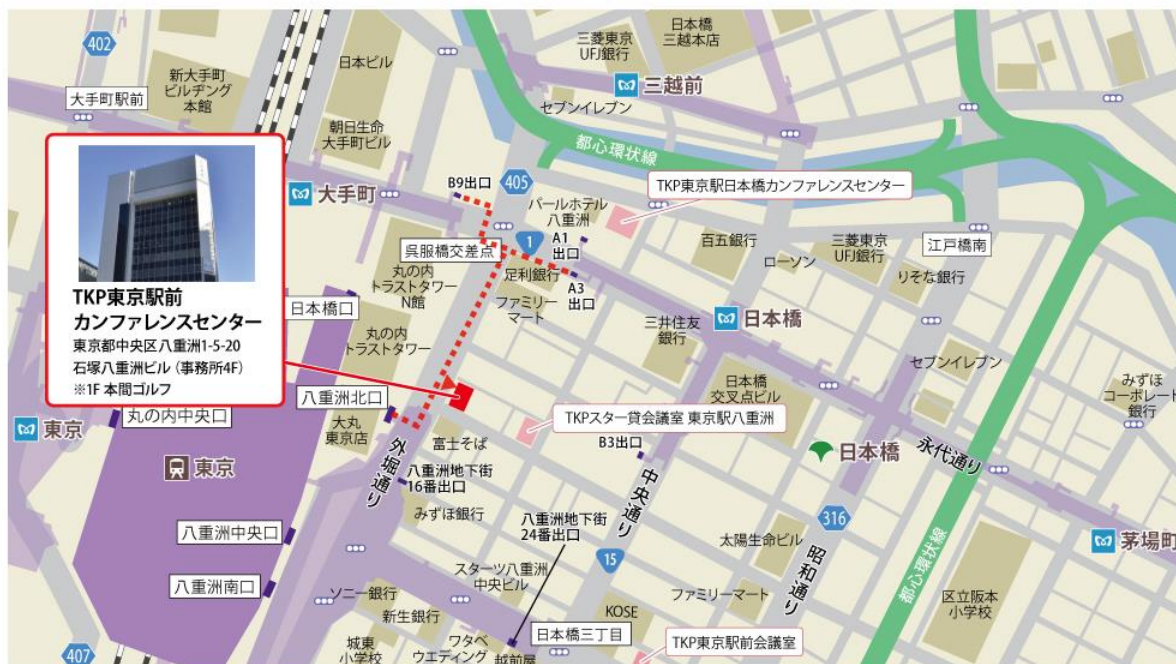 402
大手町駅前
新大手町
ビルヂング
本館
日本ビル
朝日生命
大手町ビル
三菱東京
UFJ銀行
日本橋
三越本店
三越前
セブンイレブン
都心環状線
TKP東京駅日本橋カンファレンスセンター
大手町
B9出口
405
パールホテル
八重洲
呉服橋交差点
1
A1
出口
足利銀行
A3
出口
ファミリー
マート
百五銀行
ローソン
三菱東京
UFJ銀行
りそな銀行
江戸橋南
TKP東京駅前
カンファレンスセンター
東京都中央区八重洲1-5-20
石塚八重洲ビル (事務所4F)
※1F 本間ゴルフ
日本橋口
丸の内
トラストタワー
N館
丸の内
トラストタワー
三井住友
銀行
日本橋
セブンイレブン
日本橋
交叉点ビル
みずほ
コーポレート
銀行
八重洲北口
丸の内中央口
大丸
東京店
東京
東京
外堀通り
富士そば
TKPスター貸会議室 東京駅八重洲
B3出口
中央通り
日本橋
永代通り
八重洲地下街
16番出口
みずほ銀行
八重洲地下街
24番出口
八重洲中央口
八重洲南口
15
316
太陽生命ビル
昭和通り
都心環状線
茅場町
スターツ八重洲
中央ビル
ソニー銀行
新生銀行
KOSE
ファミリーマート
区立阪本
小学校
日本橋三丁目
TKP東京駅前会議室
407
城東
小学校
ワタベ
ウエディング
越前屋